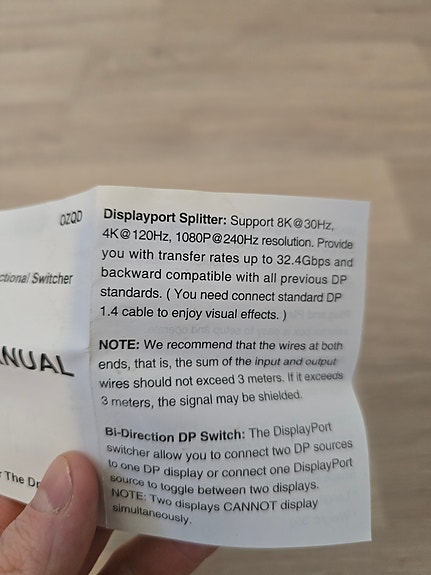 OZQD
ctional Switcher
ANUAL
r The Dp
Displayport Splitter: Support 8K@30Hz,
4K@120Hz, 1080P@240Hz resolution. Provide
you with transfer rates up to 32.4Gbps and
backward compatible with all previous DP
standards. ( You need connect standard DP
1.4 cable to enjoy visual effects. )
NOTE: We recommend that the wires at both
ends, that is, the sum of the input and output
wires should not exceed 3 meters. If it exceeds
3 meters, the signal may be shielded.
Bi-Direction DP Switch: The DisplayPort
switcher allow you to connect two DP sources
to one DP display or connect one DisplayPort
source to toggle between two displays.
NOTE: Two displays CANNOT display
simultaneously.